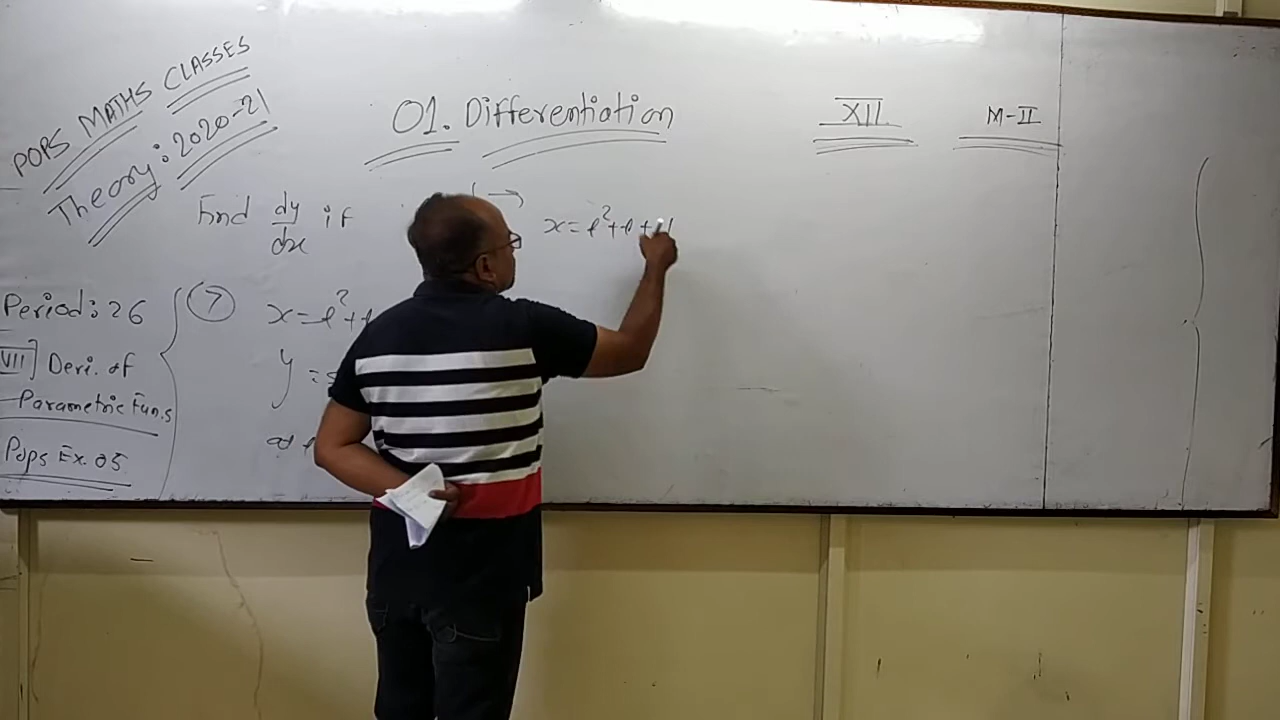 POPS MATHS CLASSES
Theory: 2020-21
01. Differentiation
XII
M-II
Find dy/dx if
x=t²+t+1
Period: 26
VII] Deri. of
Parametric Fun.s
Pops Ex. 05
7
x=t²+t
y =
at